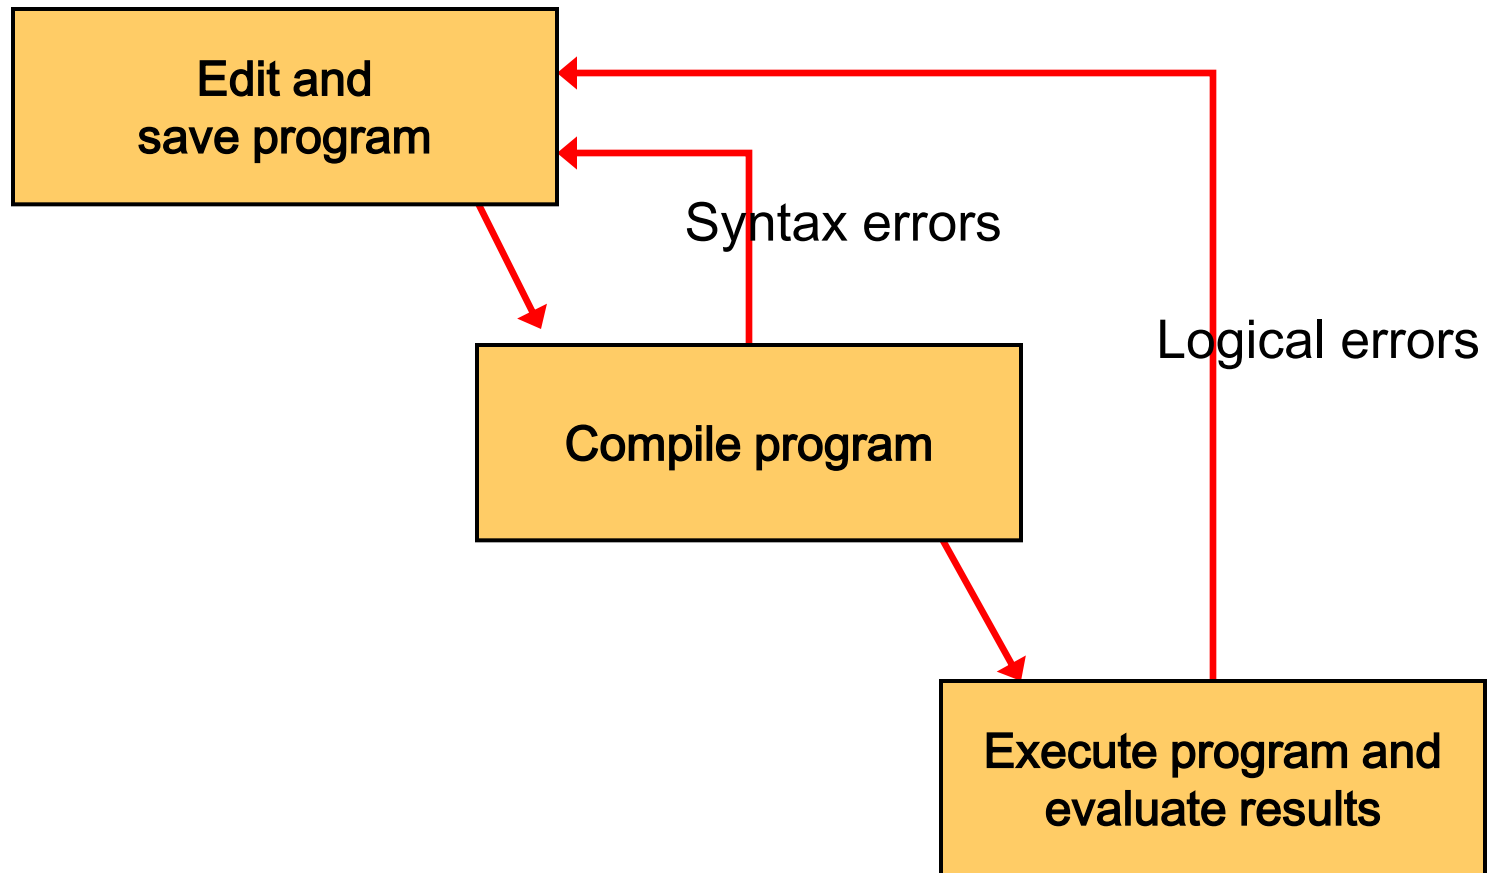 Edit and
save program
Syntax errors
Logical errors
Compile program
Execute program and
evaluate results